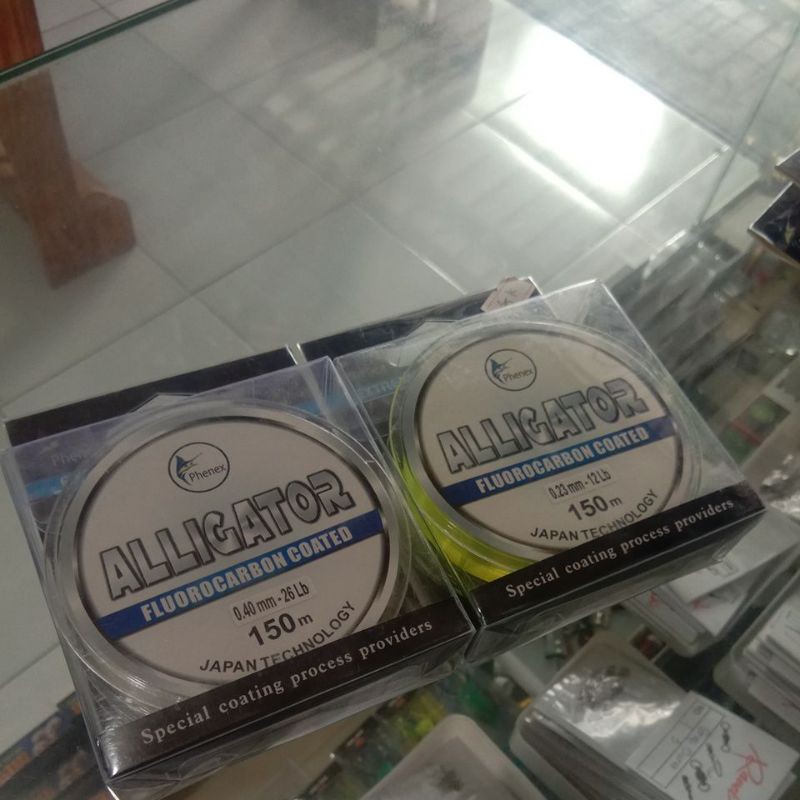 Phenex
ALLIGATOR
FLUOROCARBON COATED
0.40 mm - 26 Lb
150 m
JAPAN TECHNOLOGY
Special coating process providers
Phenex
ALLIGATOR
FLUOROCARBON COATED
0.23 mm - 12 Lb
150 m
JAPAN TECHNOLOGY
Special coating process providers